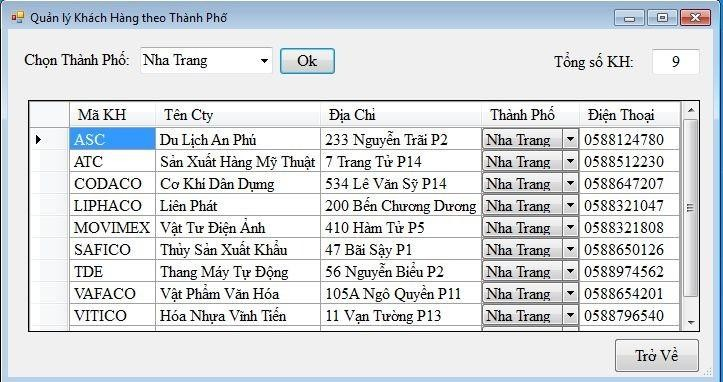 Quản lý Khách Hàng theo Thành Phố
Chọn Thành Phố: Nha Trang Ok Tổng số KH: 9
Mã KH Tên Cty Địa Chỉ Thành Phố Điện Thoại
ASC Du Lịch An Phú 233 Nguyễn Trãi P2 Nha Trang 0588124780
ATC Sản Xuất Hàng Mỹ Thuật 7 Trang Tử P14 Nha Trang 0588512230
CODACO Cơ Khí Dân Dụng 534 Lê Văn Sỹ P14 Nha Trang 0588647207
LIPHACO Liên Phát 200 Bến Chương Dương Nha Trang 0588321047
MOVIMEX Vật Tư Điện Ảnh 410 Hàm Tử P5 Nha Trang 0588321808
SAFICO Thủy Sản Xuất Khẩu 47 Bãi Sậy P1 Nha Trang 0588650126
TDE Thang Máy Tự Động 56 Nguyễn Biểu P2 Nha Trang 0588974562
VAFACO Vật Phẩm Văn Hóa 105A Ngô Quyền P11 Nha Trang 0588654201
VITICO Hóa Nhựa Vĩnh Tiến 11 Vạn Tường P13 Nha Trang 0588796540
Trở Về